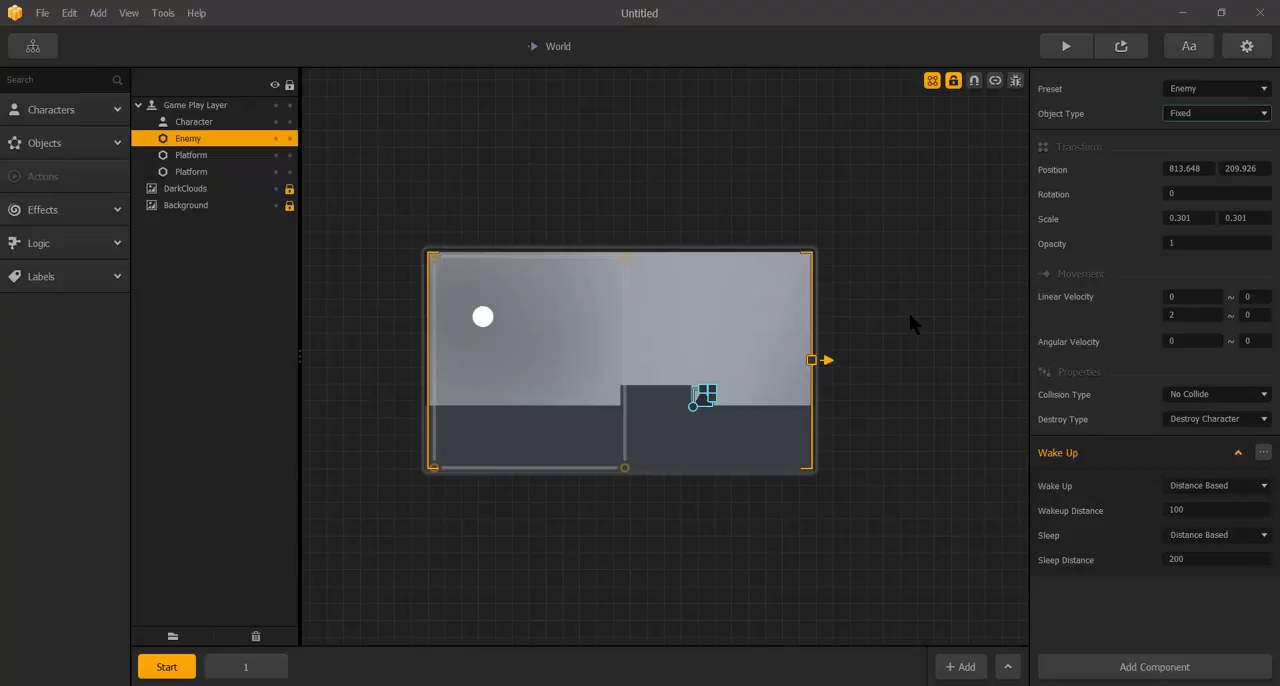 File Edit Add View Tools Help
Untitled
World
Aa
Search
Characters
Objects
Actions
Effects
Logic
Labels
Game Play Layer
Character
Enemy
Platform
Platform
DarkClouds
Background
Start
1
+ Add
Preset Enemy
Object Type Fixed
Transform
Position 813.648 209.926
Rotation 0
Scale 0.301 0.301
Opacity 1
Movement
Linear Velocity 0 ~ 0
2 ~ 0
Angular Velocity 0 ~ 0
Properties
Collision Type No Collide
Destroy Type Destroy Character
Wake Up
Wake Up Distance Based
Wakeup Distance 100
Sleep Distance Based
Sleep Distance 200
Add Component